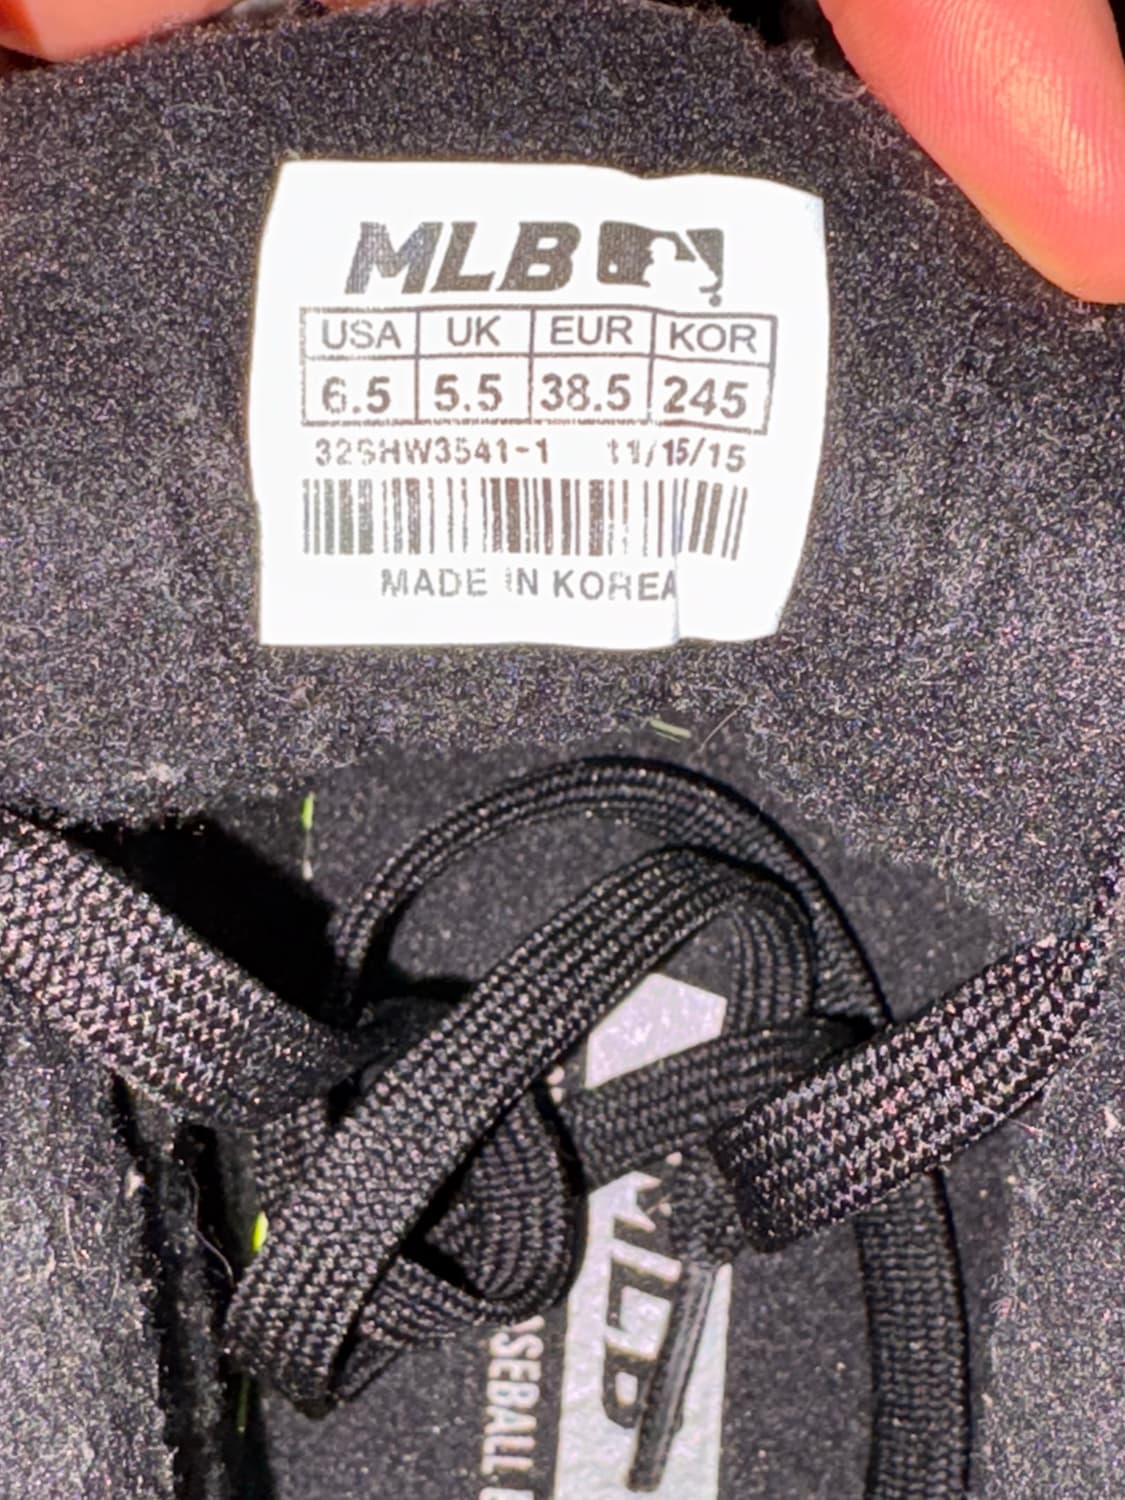 MLB
USA UK EUR KOR
6.5 5.5 38.5 245
32SHW3541-1 11/15/15
MADE IN KOREA
MLB